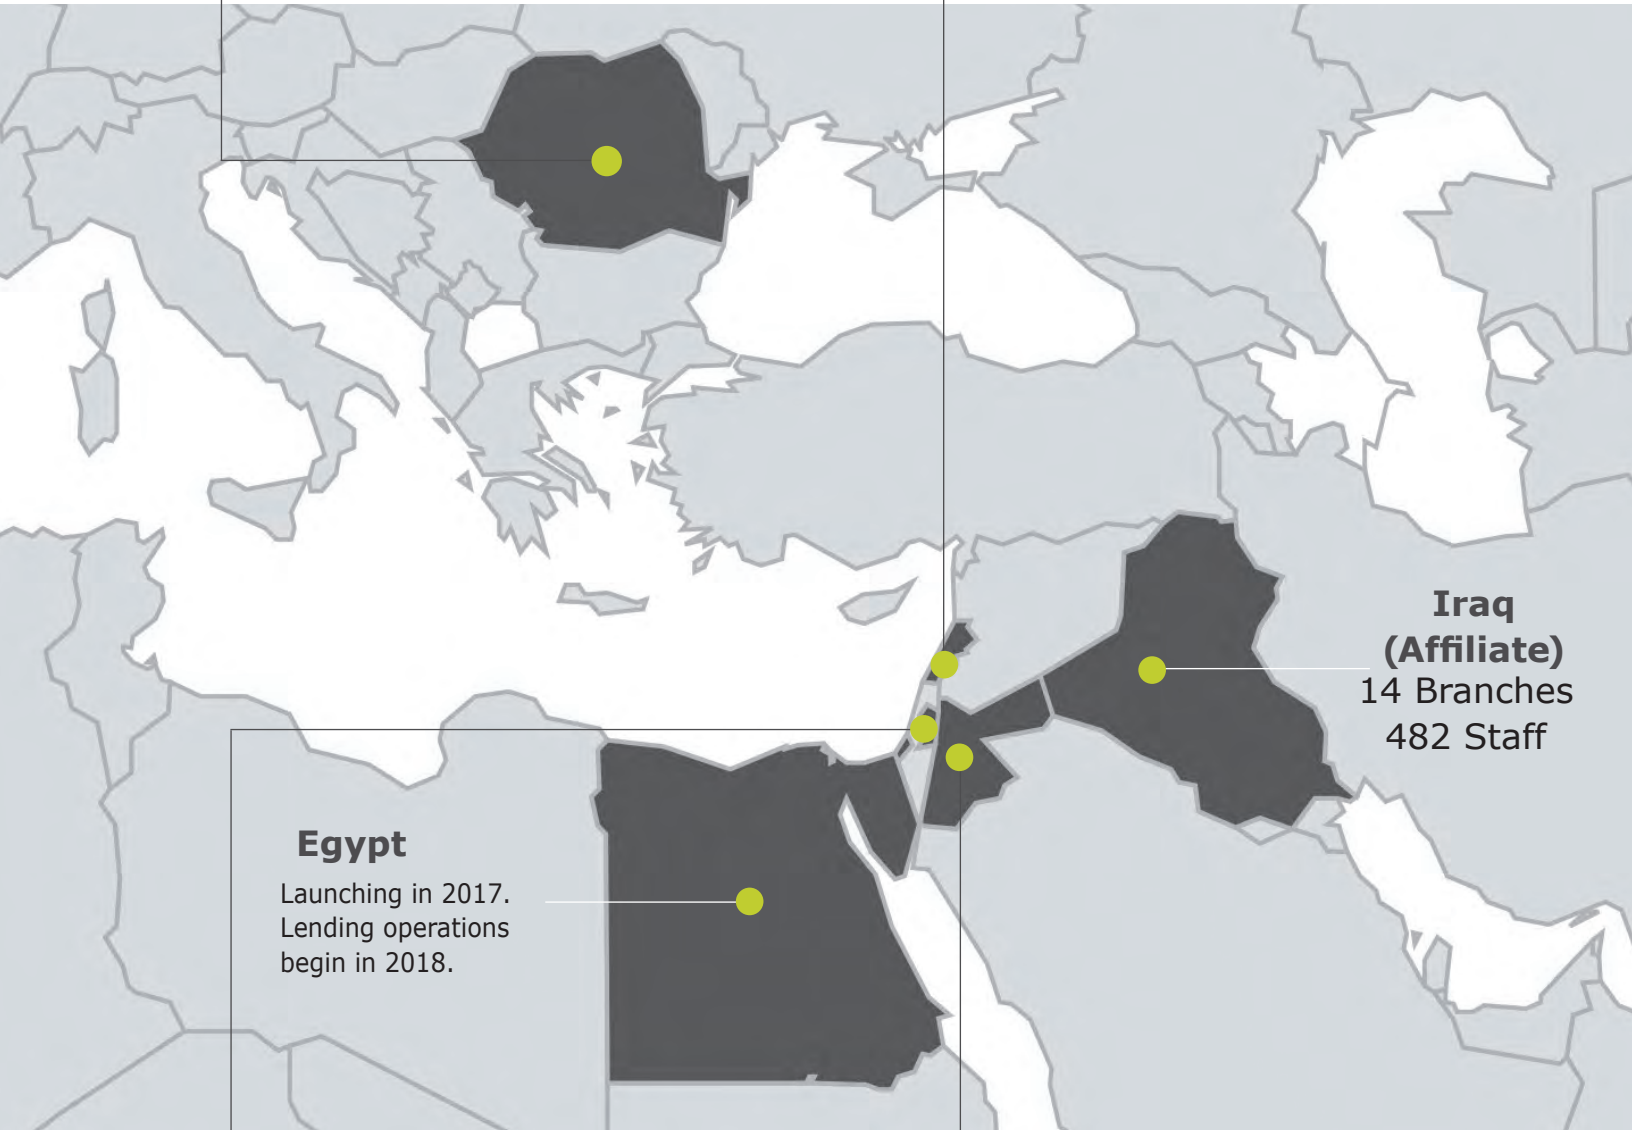 Iraq
(Affiliate)
14 Branches
482 Staff
Egypt
Launching in 2017.
Lending operations
begin in 2018.